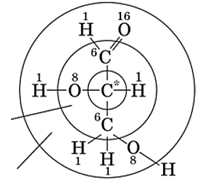 1 16
H O
6
C
1 8 1
H O C* H
6
C
1 H H O 8
1 H